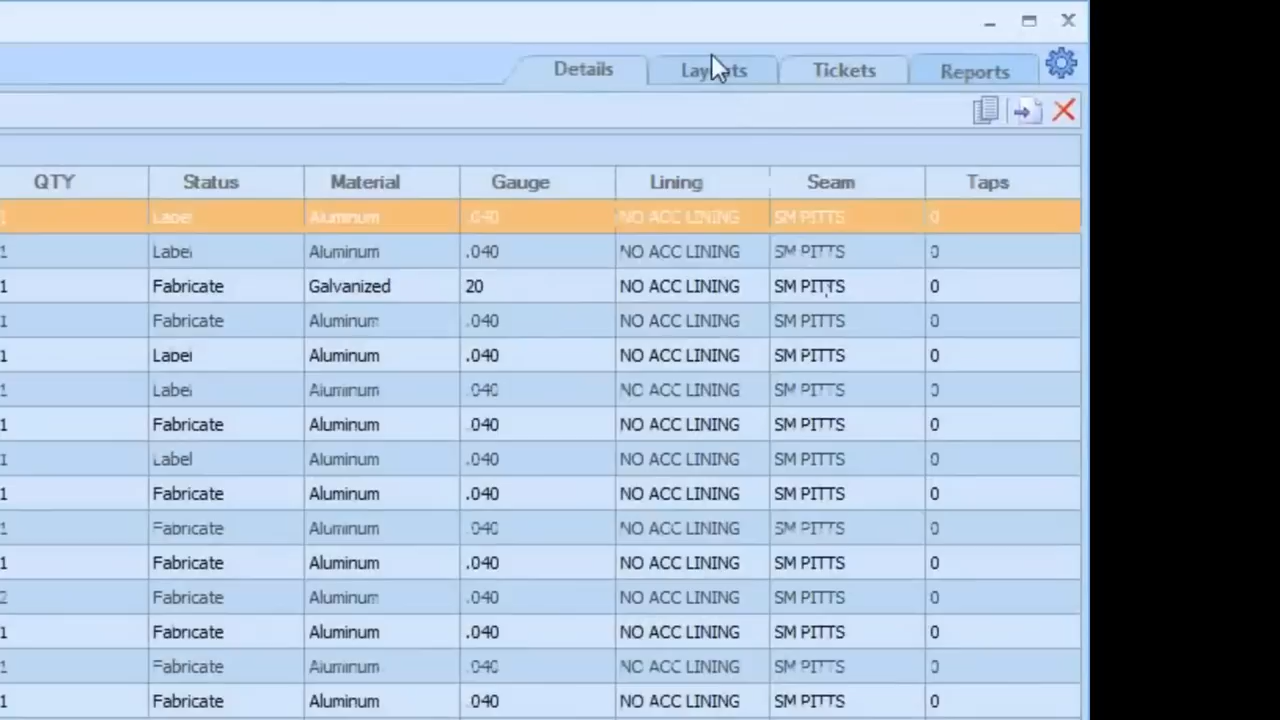 Details Layouts Tickets Reports
QTY Status Material Gauge Lining Seam Taps
1 Label Aluminum .040 NO ACC LINING SM PITTS 0
1 Label Aluminum .040 NO ACC LINING SM PITTS 0
1 Fabricate Galvanized 20 NO ACC LINING SM PITTS 0
1 Fabricate Aluminum .040 NO ACC LINING SM PITTS 0
1 Label Aluminum .040 NO ACC LINING SM PITTS 0
1 Label Aluminum .040 NO ACC LINING SM PITTS 0
1 Fabricate Aluminum .040 NO ACC LINING SM PITTS 0
1 Label Aluminum .040 NO ACC LINING SM PITTS 0
1 Fabricate Aluminum .040 NO ACC LINING SM PITTS 0
1 Fabricate Aluminum .040 NO ACC LINING SM PITTS 0
1 Fabricate Aluminum .040 NO ACC LINING SM PITTS 0
2 Fabricate Aluminum .040 NO ACC LINING SM PITTS 0
1 Fabricate Aluminum .040 NO ACC LINING SM PITTS 0
1 Fabricate Aluminum .040 NO ACC LINING SM PITTS 0
1 Fabricate Aluminum .040 NO ACC LINING SM PITTS 0